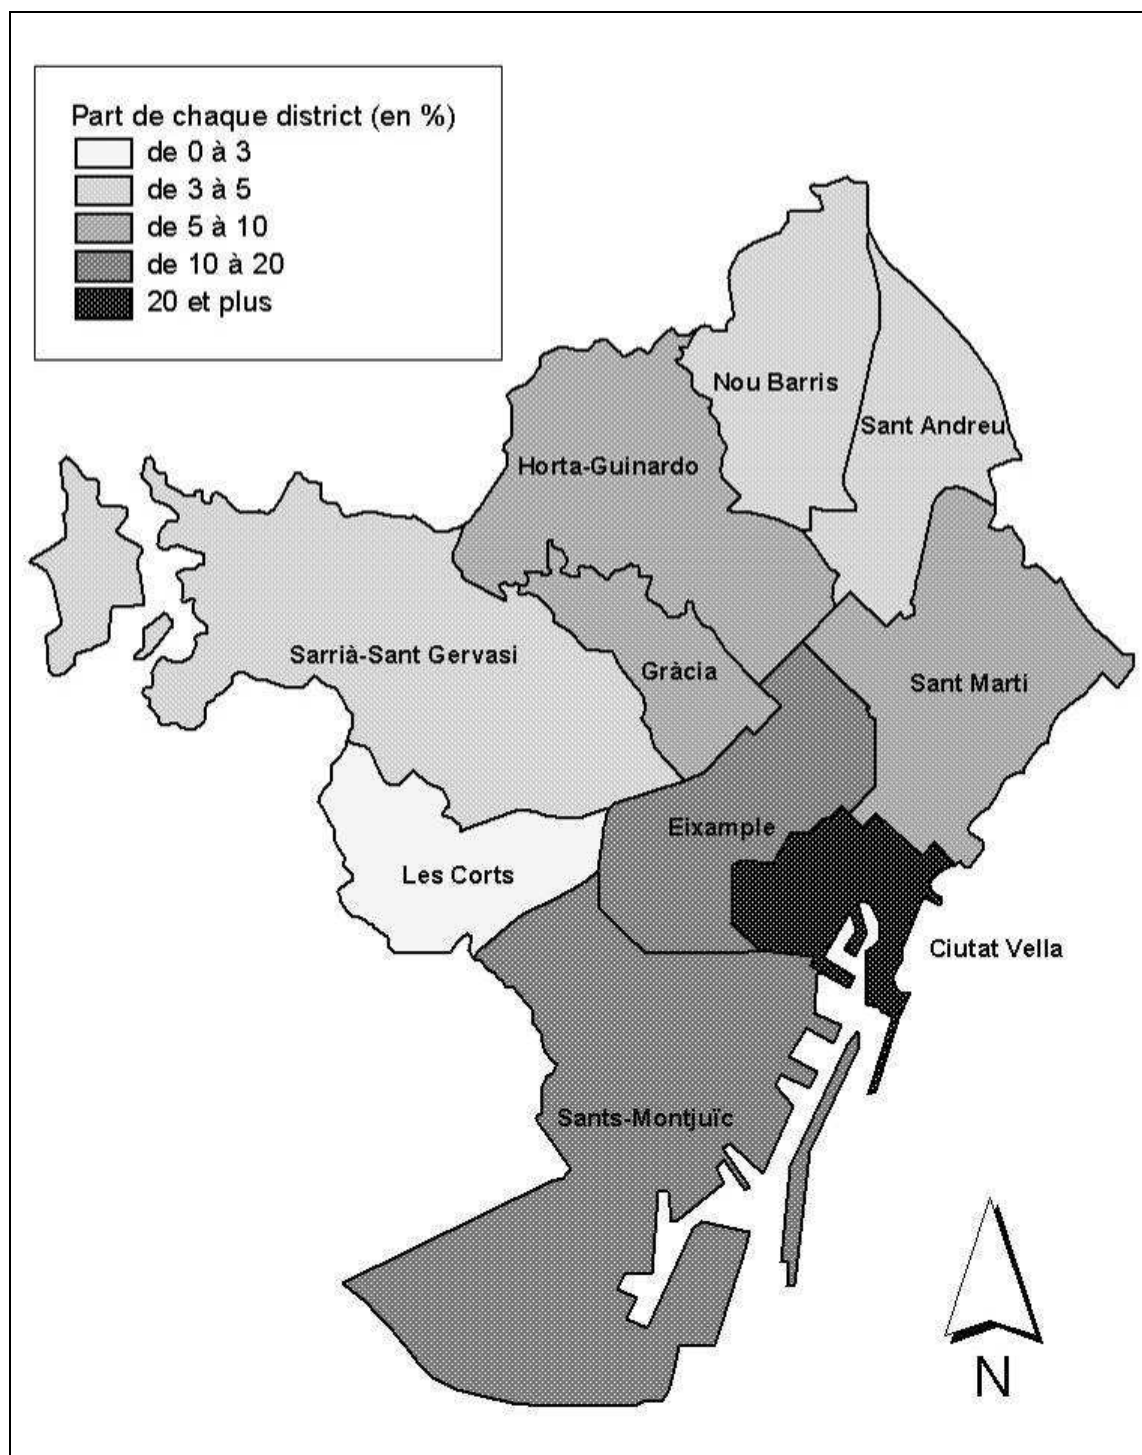 Part de chaque district (en %)
de 0 à 3
de 3 à 5
de 5 à 10
de 10 à 20
20 et plus
Nou Barris
Sant Andreu
Horta-Guinardo
Sarrià-Sant Gervasi
Gràcia
Sant Marti
Eixample
Les Corts
Ciutat Vella
Sants-Montjuïc
N